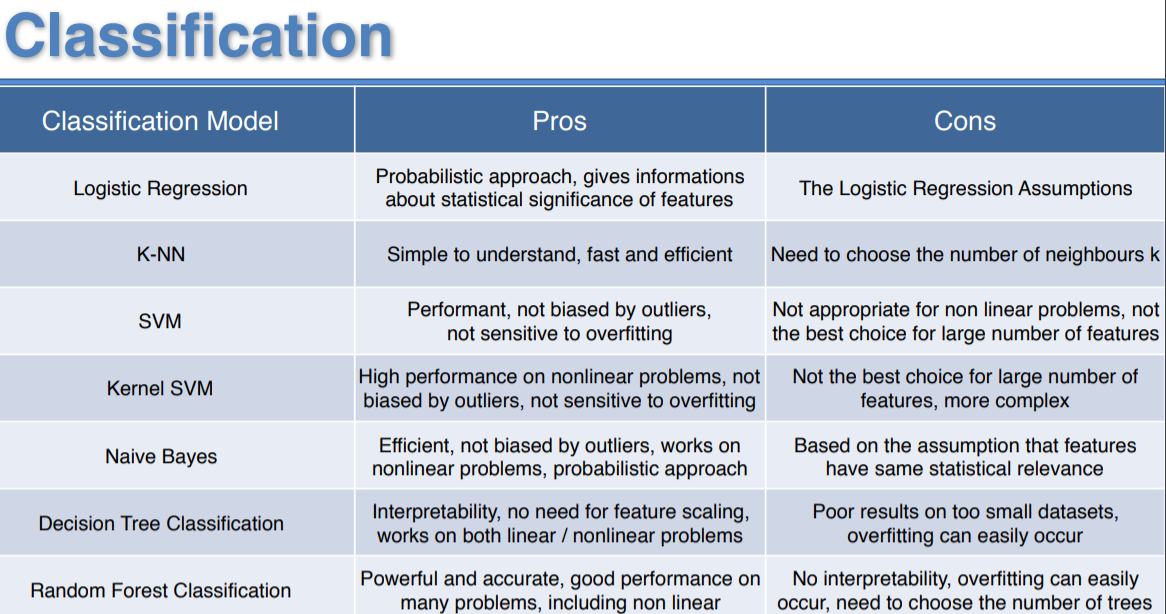 Classification
Classification Model
Pros
Cons
Logistic Regression
Probabilistic approach, gives informations
about statistical significance of features
The Logistic Regression Assumptions
K-NN
Simple to understand, fast and efficient
Need to choose the number of neighbours k
SVM
Performant, not biased by outliers,
not sensitive to overfitting
Not appropriate for non linear problems, not
the best choice for large number of features
Kernel SVM
High performance on nonlinear problems, not
biased by outliers, not sensitive to overfitting
Not the best choice for large number of
features, more complex
Naive Bayes
Efficient, not biased by outliers, works on
nonlinear problems, probabilistic approach
Based on the assumption that features
have same statistical relevance
Decision Tree Classification
Interpretability, no need for feature scaling,
works on both linear / nonlinear problems
Poor results on too small datasets,
overfitting can easily occur
Random Forest Classification
Powerful and accurate, good performance on
many problems, including non linear
No interpretability, overfitting can easily
occur, need to choose the number of trees